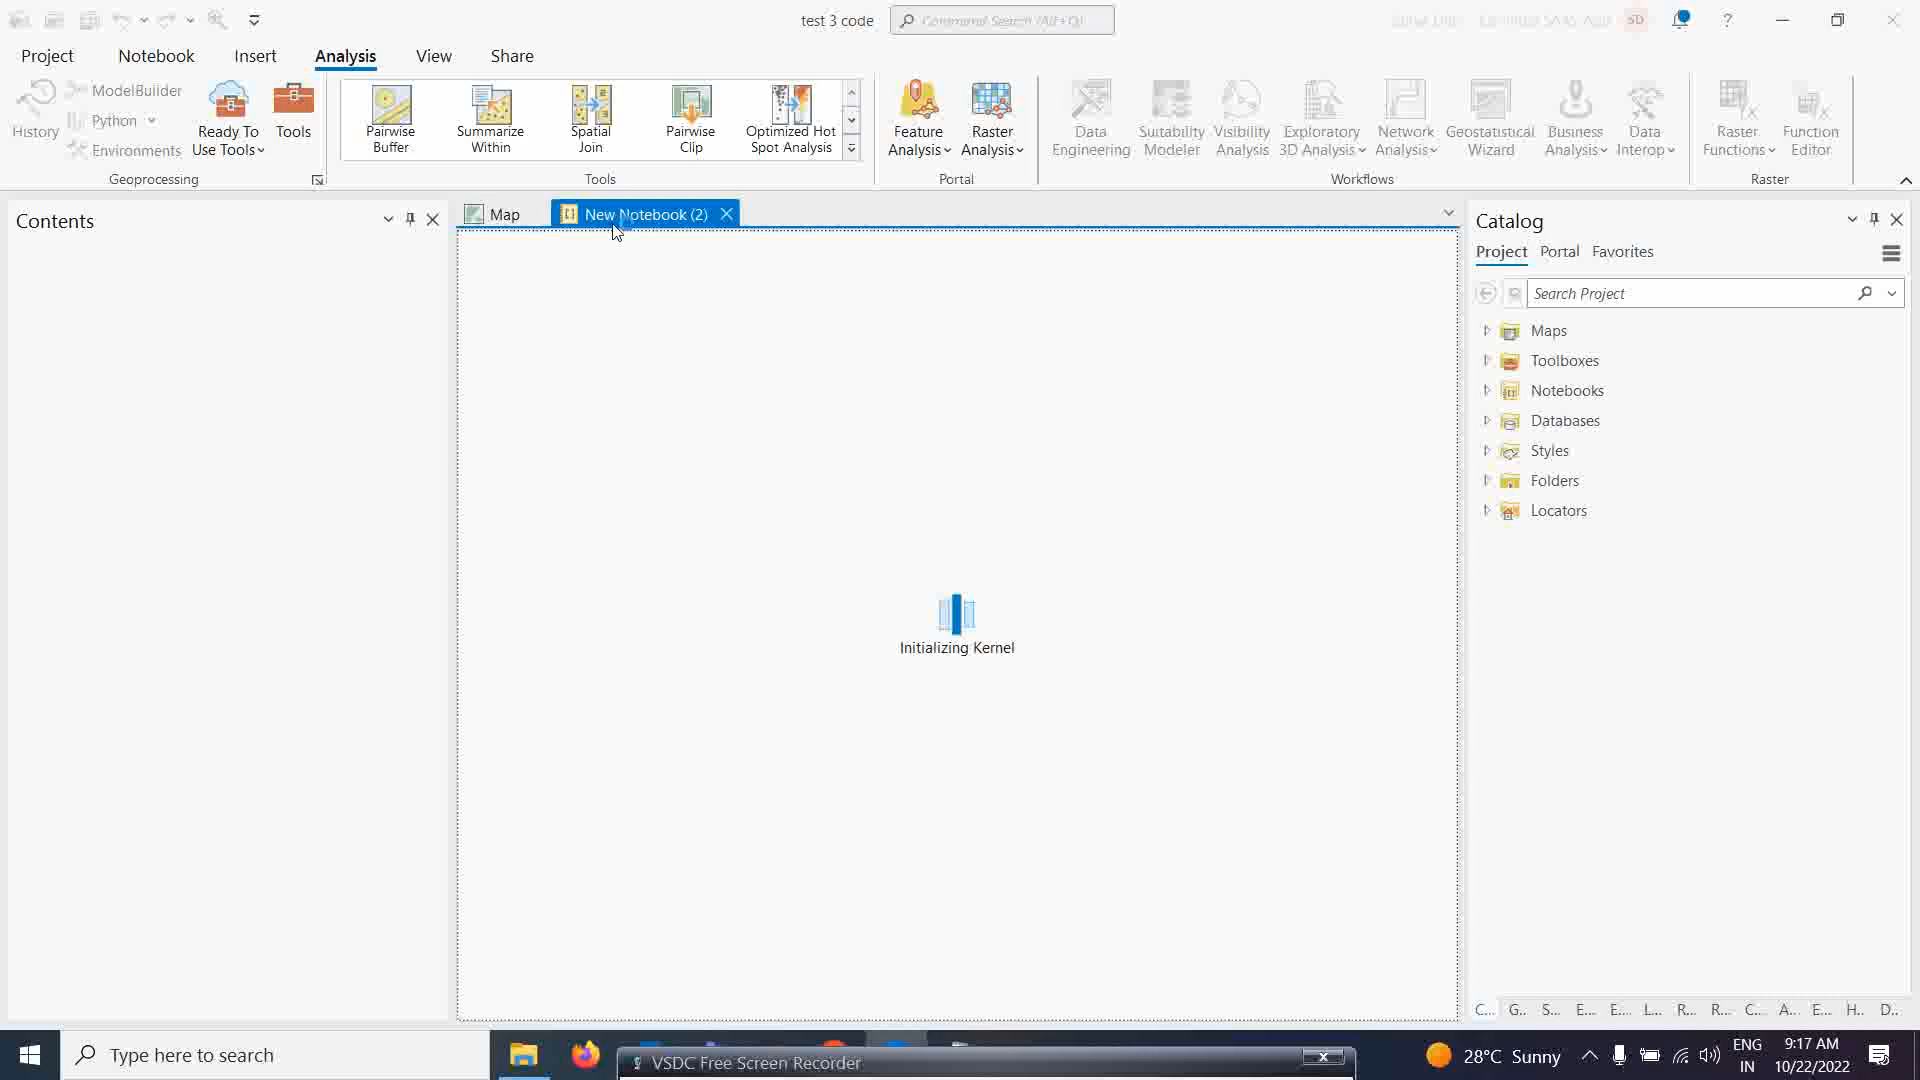 test 3 code
Command Search (Alt+Q)
SD
?
Project Notebook Insert Analysis View Share
History
ModelBuilder
Python
Environments
Ready To
Use Tools
Tools
Geoprocessing
Pairwise
Buffer
Summarize
Within
Spatial
Join
Pairwise
Clip
Optimized Hot
Spot Analysis
Tools
Feature
Analysis
Raster
Analysis
Portal
Data
Engineering
Suitability
Modeler
Visibility
Analysis
Exploratory
3D Analysis
Network
Analysis
Geostatistical
Wizard
Business
Analysis
Data
Interop
Workflows
Raster
Functions
Function
Editor
Raster
Contents
Map
New Notebook (2)
Initializing Kernel
Catalog
Project Portal Favorites
Search Project
Maps
Toolboxes
Notebooks
Databases
Styles
Folders
Locators
C... G.. S... E... E... L... R... R... C... A... E... H.. D..
Type here to search
VSDC Free Screen Recorder
28°C Sunny
ENG
IN
9:17 AM
10/22/2022